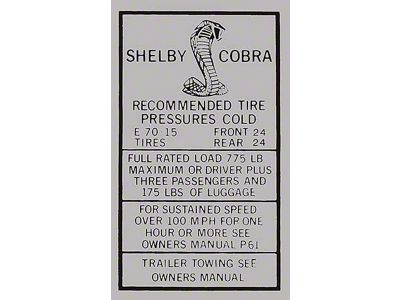 SHELBY COBRA
RECOMMENDED TIRE
PRESSURES COLD
E 70 15 FRONT 24
TIRES REAR 24
FULL RATED LOAD 775 LB
MAXIMUM OR DRIVER PLUS
THREE PASSENGERS AND
175 LBS OF LUGGAGE
FOR SUSTAINED SPEED
OVER 100 MPH FOR ONE
HOUR OR MORE SEE
OWNERS MANUAL P61
TRAILER TOWING SEE
OWNERS MANUAL